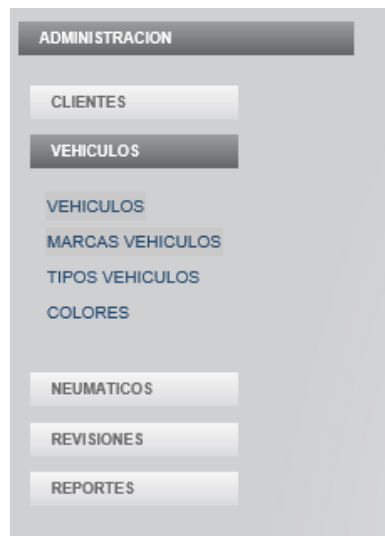 ADMINISTRACION
CLIENTES
VEHICULOS
VEHICULOS
MARCAS VEHICULOS
TIPOS VEHICULOS
COLORES
NEUMATICOS
REVISIONES
REPORTES